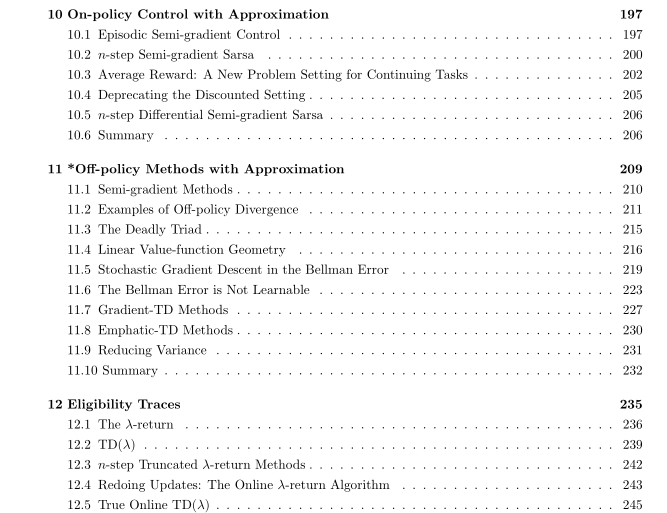 10 On-policy Control with Approximation 197
10.1 Episodic Semi-gradient Control . . . . . . . . . . . . . . . . . . . . . . . . . . . . 197
10.2 n-step Semi-gradient Sarsa . . . . . . . . . . . . . . . . . . . . . . . . . . . . . 200
10.3 Average Reward: A New Problem Setting for Continuing Tasks . . . . . . . . . . . 202
10.4 Deprecating the Discounted Setting . . . . . . . . . . . . . . . . . . . . . . . . . . 205
10.5 n-step Differential Semi-gradient Sarsa . . . . . . . . . . . . . . . . . . . . . . . . 206
10.6 Summary . . . . . . . . . . . . . . . . . . . . . . . . . . . . . . . . . . . . . . 206
11 *Off-policy Methods with Approximation 209
11.1 Semi-gradient Methods . . . . . . . . . . . . . . . . . . . . . . . . . . . . . . . 210
11.2 Examples of Off-policy Divergence . . . . . . . . . . . . . . . . . . . . . . . . . . 211
11.3 The Deadly Triad . . . . . . . . . . . . . . . . . . . . . . . . . . . . . . . . . . 215
11.4 Linear Value-function Geometry . . . . . . . . . . . . . . . . . . . . . . . . . . . 216
11.5 Stochastic Gradient Descent in the Bellman Error . . . . . . . . . . . . . . . . . . 219
11.6 The Bellman Error is Not Learnable . . . . . . . . . . . . . . . . . . . . . . . . . 223
11.7 Gradient-TD Methods . . . . . . . . . . . . . . . . . . . . . . . . . . . . . . . . 227
11.8 Emphatic-TD Methods . . . . . . . . . . . . . . . . . . . . . . . . . . . . . . . 230
11.9 Reducing Variance . . . . . . . . . . . . . . . . . . . . . . . . . . . . . . . . . 231
11.10 Summary . . . . . . . . . . . . . . . . . . . . . . . . . . . . . . . . . . . . . . 232
12 Eligibility Traces 235
12.1 The λ-return . . . . . . . . . . . . . . . . . . . . . . . . . . . . . . . . . . . . 236
12.2 TD(λ) . . . . . . . . . . . . . . . . . . . . . . . . . . . . . . . . . . . . . . . 239
12.3 n-step Truncated λ-return Methods . . . . . . . . . . . . . . . . . . . . . . . . . . 242
12.4 Redoing Updates: The Online λ-return Algorithm . . . . . . . . . . . . . . . . . . 243
12.5 True Online TD(λ) . . . . . . . . . . . . . . . . . . . . . . . . . . . . . . . . . 245